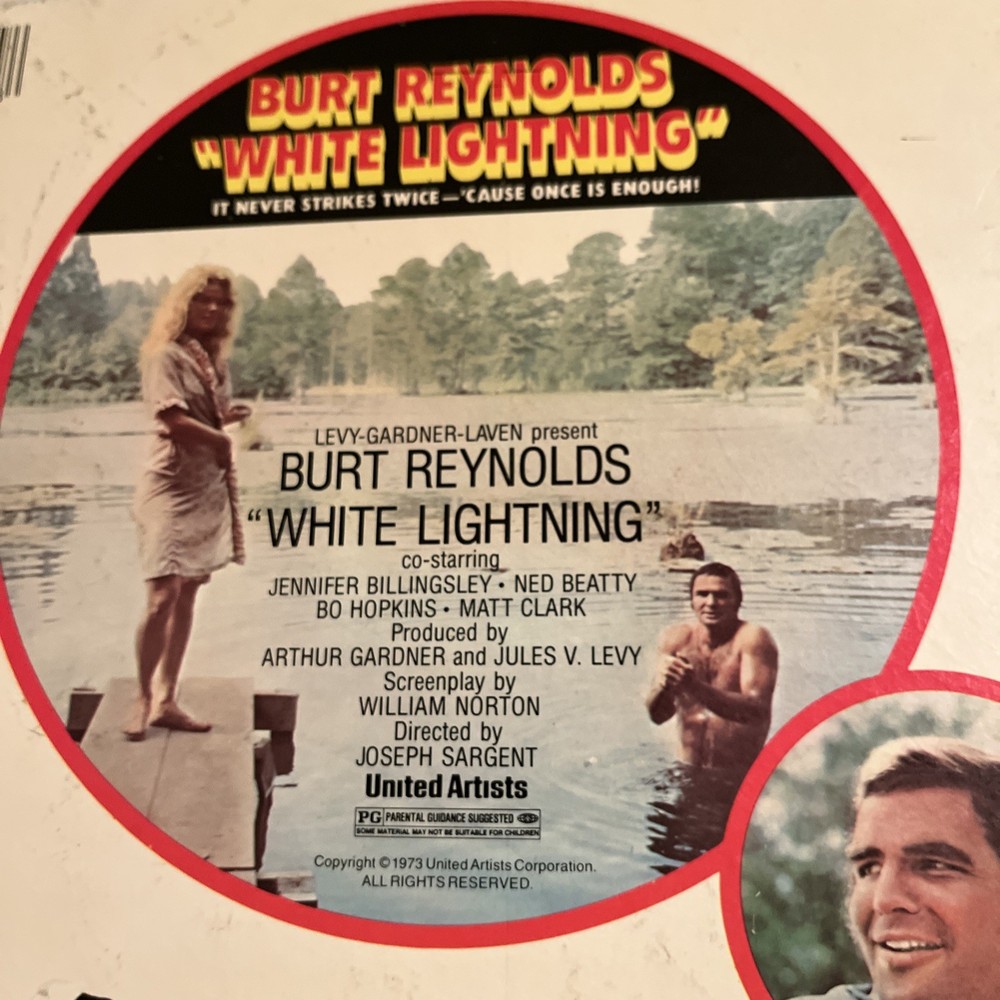 BURT REYNOLDS
"WHITE LIGHTNING"
IT NEVER STRIKES TWICE—'CAUSE ONCE IS ENOUGH!
LEVY-GARDNER-LAVEN present
BURT REYNOLDS
"WHITE LIGHTNING"
co-starring
JENNIFER BILLINGSLEY • NED BEATTY
BO HOPKINS • MATT CLARK
Produced by
ARTHUR GARDNER and JULES V. LEVY
Screenplay by
WILLIAM NORTON
Directed by
JOSEPH SARGENT
United Artists
PG PARENTAL GUIDANCE SUGGESTED
SOME MATERIAL MAY NOT BE SUITABLE FOR CHILDREN
Copyright © 1973 United Artists Corporation.
ALL RIGHTS RESERVED.